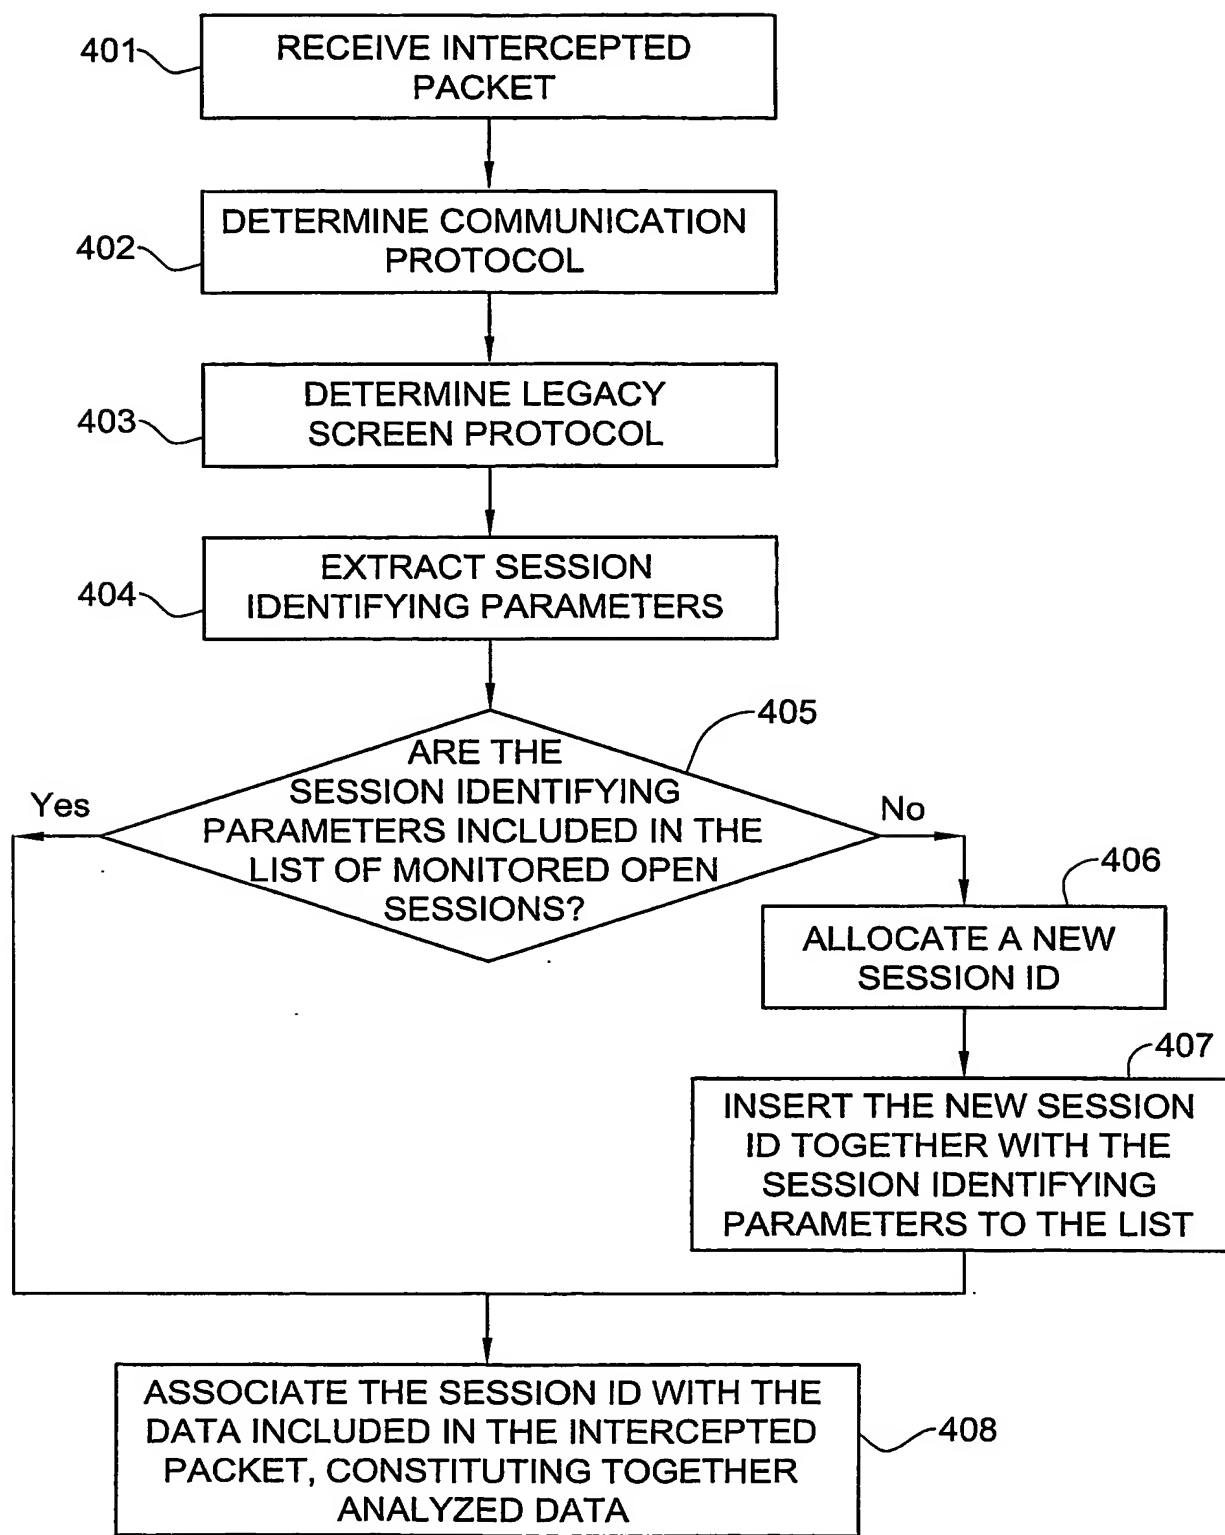 401
RECEIVE INTERCEPTED
PACKET
402
DETERMINE COMMUNICATION
PROTOCOL
403
DETERMINE LEGACY
SCREEN PROTOCOL
404
EXTRACT SESSION
IDENTIFYING PARAMETERS
405
ARE THE
SESSION IDENTIFYING
PARAMETERS INCLUDED IN THE
LIST OF MONITORED OPEN
SESSIONS?
Yes
No
406
ALLOCATE A NEW
SESSION ID
407
INSERT THE NEW SESSION
ID TOGETHER WITH THE
SESSION IDENTIFYING
PARAMETERS TO THE LIST
ASSOCIATE THE SESSION ID WITH THE
DATA INCLUDED IN THE INTERCEPTED
PACKET, CONSTITUTING TOGETHER
ANALYZED DATA
408